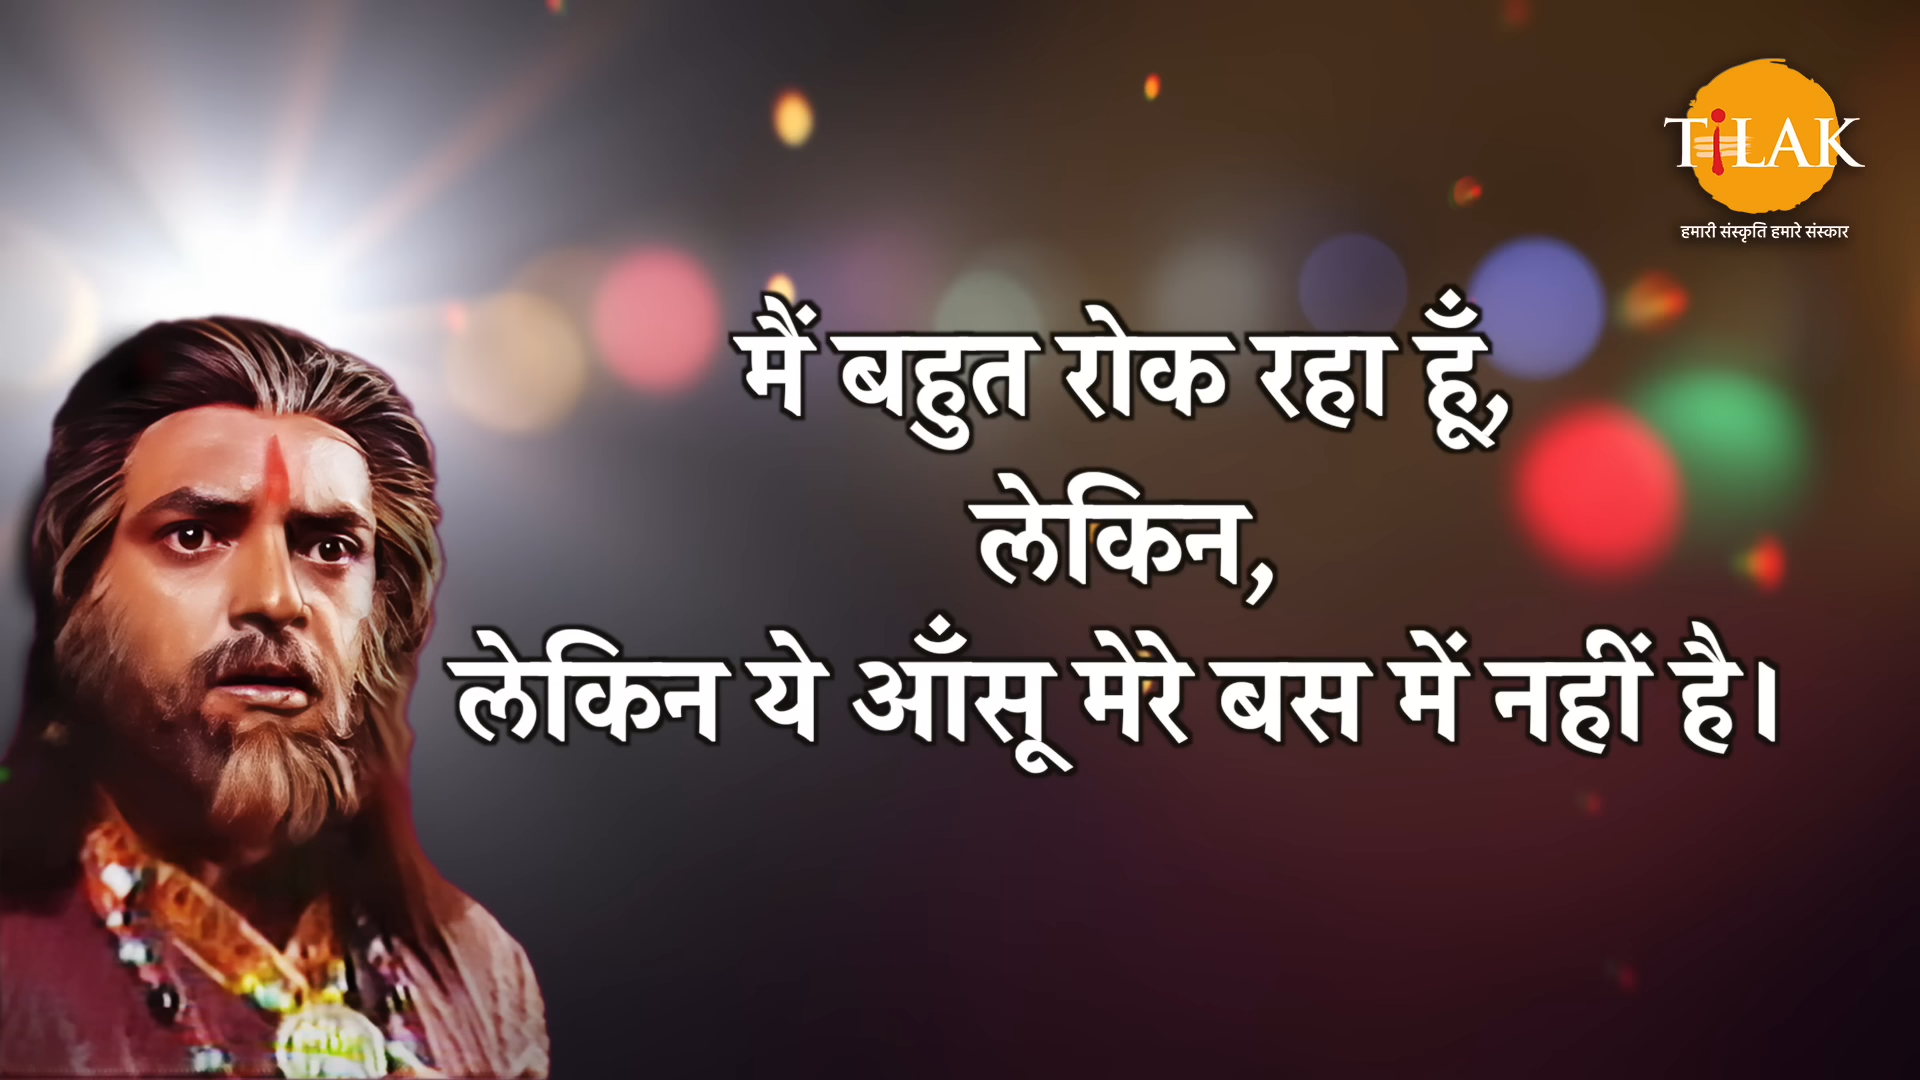 TiLAK
हमारी संस्कृति हमारे संस्कार
मैं बहुत रोक रहा हूँ,
लेकिन,
लेकिन ये आँसू मेरे बस में नहीं है।